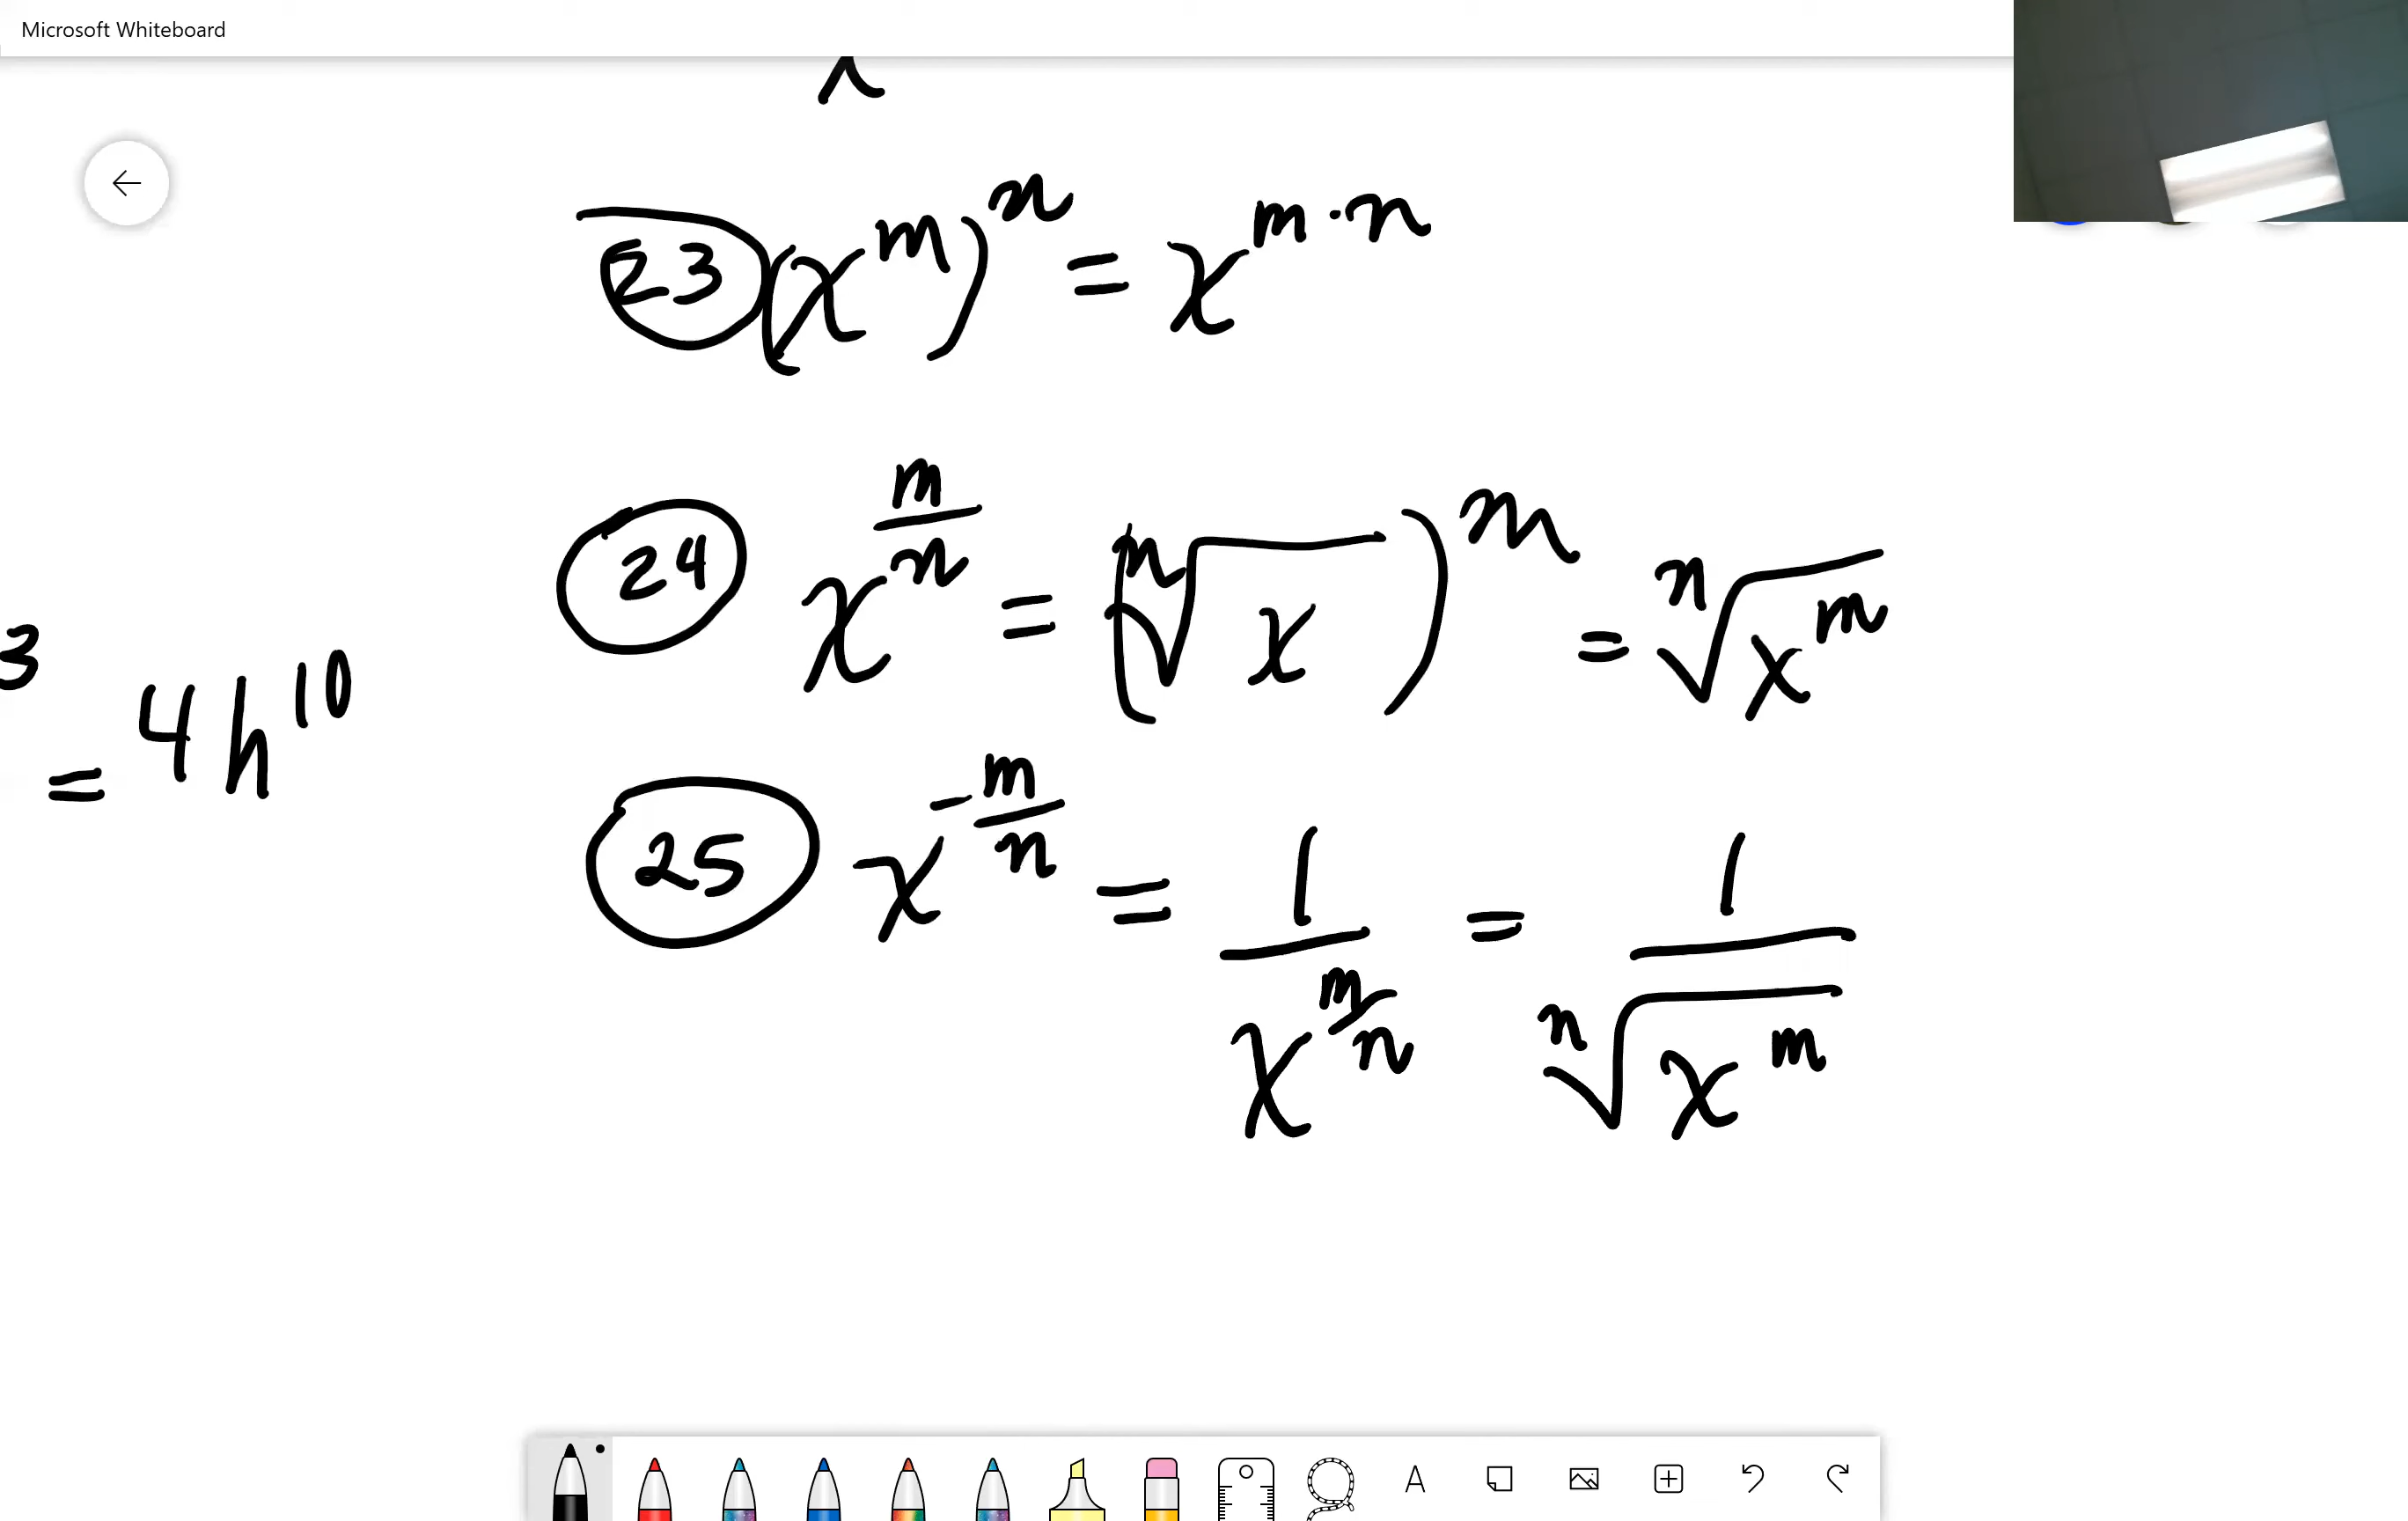 Microsoft Whiteboard
x
23 (x^m)^n = x^{m·n}
24 x^{m/n} = (ⁿ√x)^m = ⁿ√(x^m)
3
= 4h^{10}
25 x^{-m/n} = 1/x^{m/n} = 1/ⁿ√(x^m)